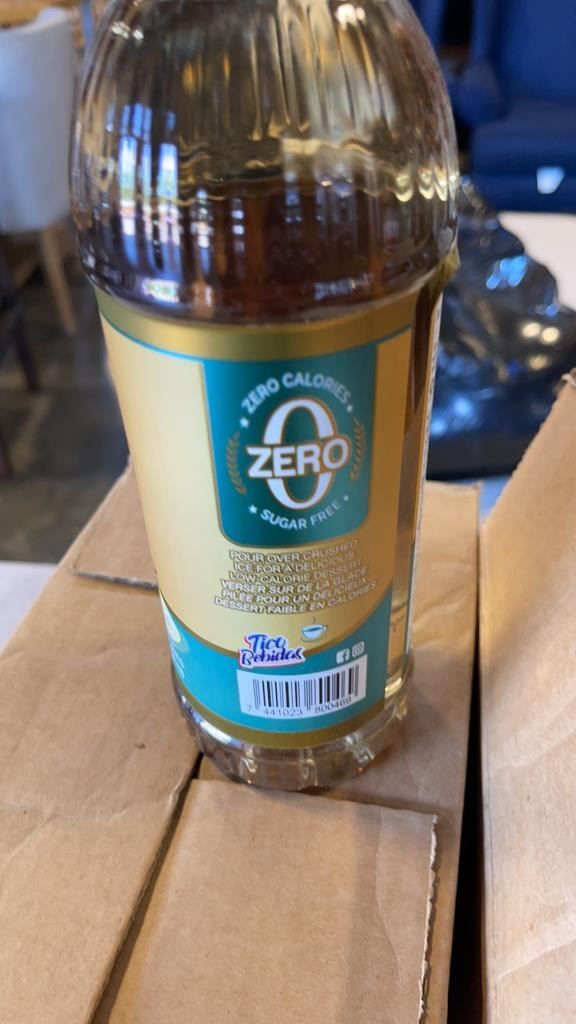 ★ ZERO CALORIES ★
0
ZERO
★ SUGAR FREE ★
POUR OVER CRUSHED
ICE FOR A DELICIOUS
LOW-CALORIE DESSERT
VERSER SUR DE LA GLACE
PILÉE POUR UN DÉLICIEUX
DESSERT FAIBLE EN CALORIES
Tico
Bebidas
7 441023 800469